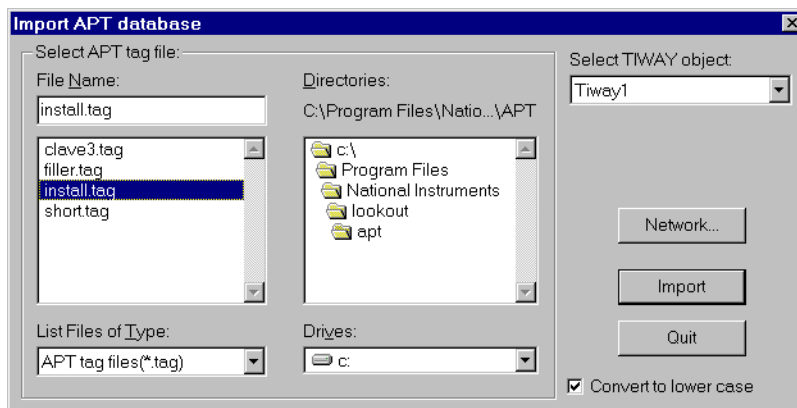 Import APT database
Select APT tag file:
File Name:
install.tag
clave3.tag
filler.tag
install.tag
short.tag
List Files of Type:
APT tag files(*.tag)
Directories:
C:\Program Files\Natio...\APT
c:\
Program Files
National Instruments
lookout
apt
Drives:
c:
Select TIWAY object:
Tiway1
Network...
Import
Quit
Convert to lower case